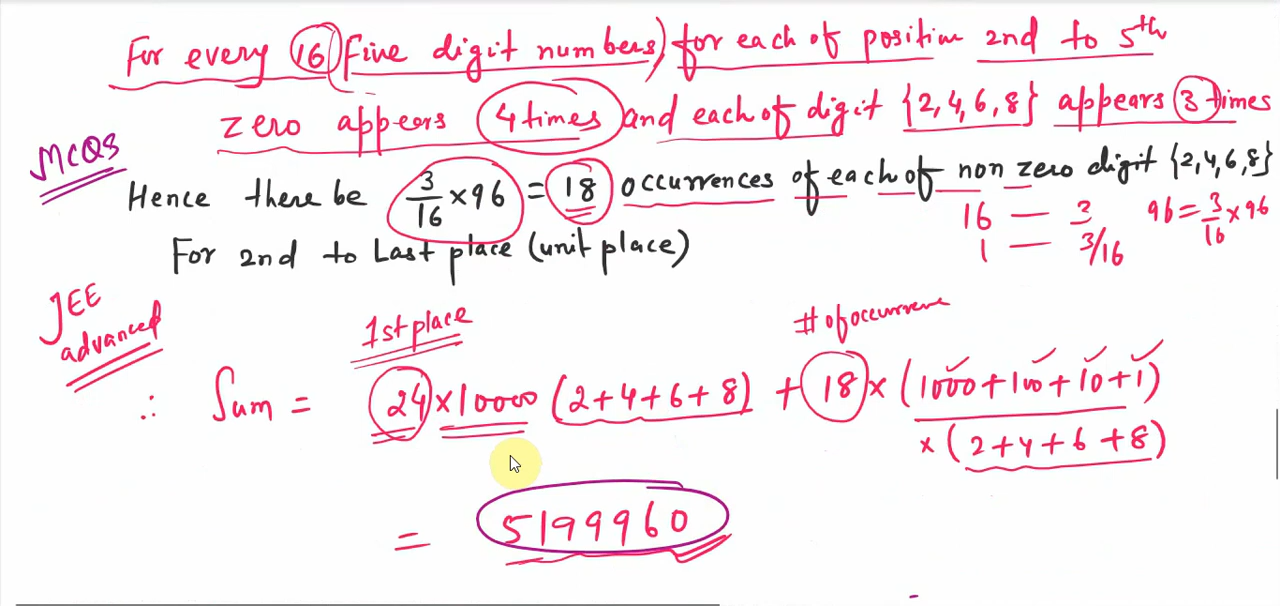 For every 16 (five digit numbers) for each of position 2nd to 5th
zero appears 4 times and each of digit {2,4,6,8} appears 3 times
MCQS
Hence there be 3/16 × 96 = 18 occurrences of each of non zero digit {2,4,6,8}
16 — 3 96 = 3/16 × 96
1 — 3/16
For 2nd to Last place (unit place)
JEE
advanced
1st place
# of occurrence
∴ Sum = 24 × 10000 (2+4+6+8) + 18 × (1000+100+10+1)
× (2+4+6+8)
= 5199960